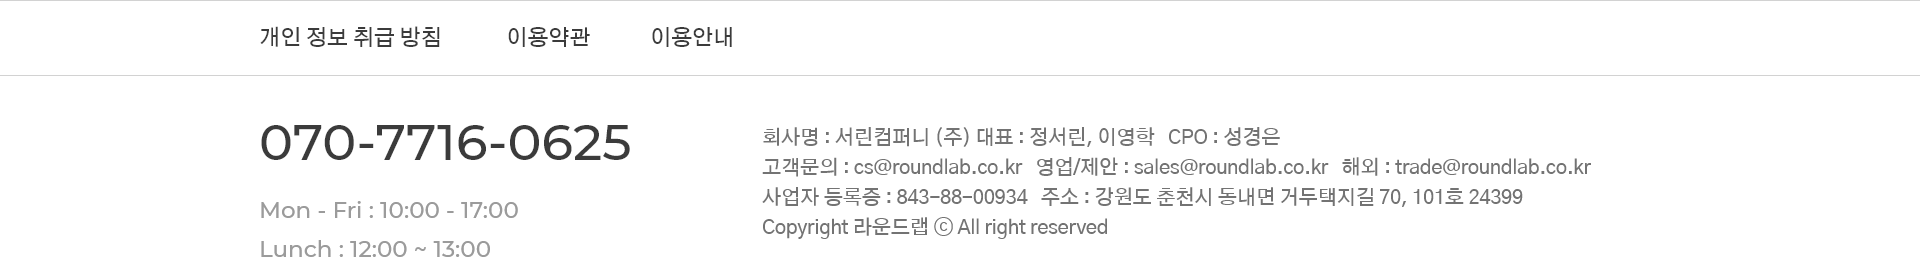 개인 정보 취급 방침 이용약관 이용안내
070-7716-0625
Mon - Fri : 10:00 - 17:00
Lunch : 12:00 ~ 13:00
회사명 : 서린컴퍼니 (주) 대표 : 정서린, 이영학 CPO : 성경은
고객문의 : cs@roundlab.co.kr 영업/제안 : sales@roundlab.co.kr 해외 : trade@roundlab.co.kr
사업자 등록증 : 843-88-00934 주소 : 강원도 춘천시 동내면 거두택지길 70, 101호 24399
Copyright 라운드랩 ⓒ All right reserved